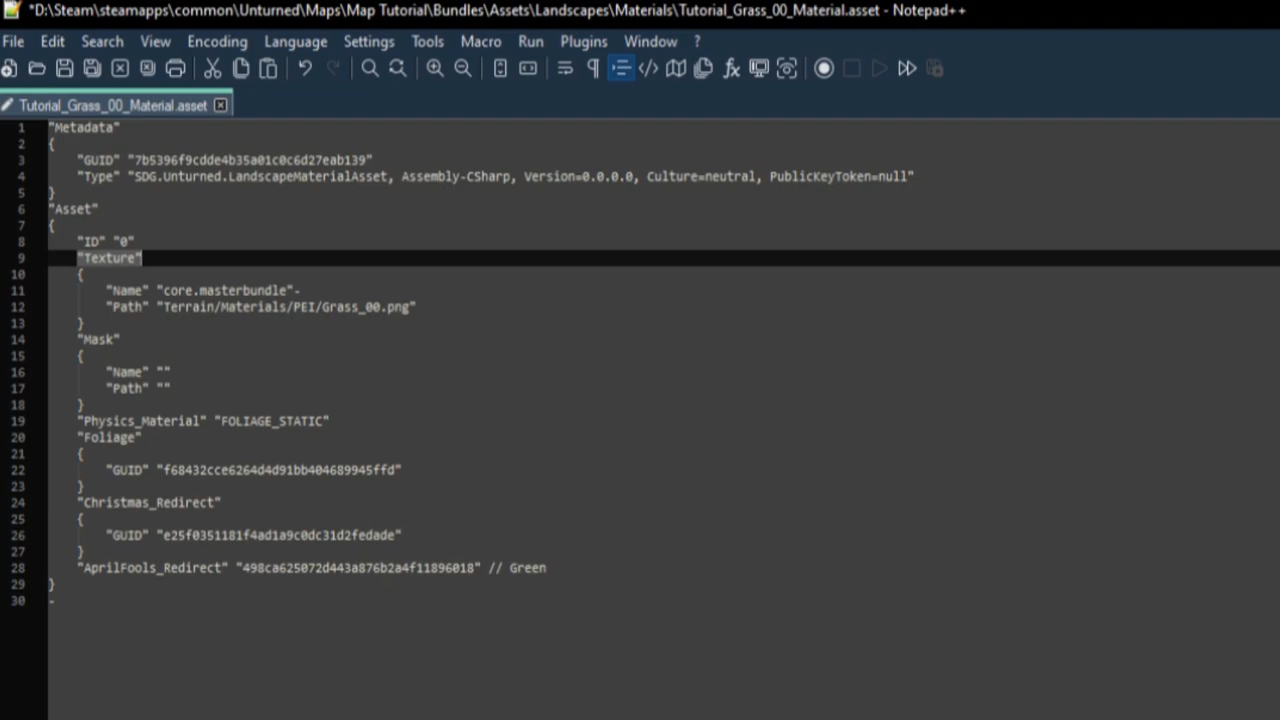 *D:\Steam\steamapps\common\Unturned\Maps\Map Tutorial\Bundles\Assets\Landscapes\Materials\Tutorial_Grass_00_Material.asset - Notepad++
File Edit Search View Encoding Language Settings Tools Macro Run Plugins Window ?
Tutorial_Grass_00_Material.asset
1 "Metadata"
2 {
3 "GUID" "7b5396f9cdde4b35a01c0c6d27eab139"
4 "Type" "SDG.Unturned.LandscapeMaterialAsset, Assembly-CSharp, Version=0.0.0.0, Culture=neutral, PublicKeyToken=null"
5 }
6 "Asset"
7 {
8 "ID" "0"
9 "Texture"
10 {
11 "Name" "core.masterbundle"-
12 "Path" "Terrain/Materials/PEI/Grass_00.png"
13 }
14 "Mask"
15 {
16 "Name" ""
17 "Path" ""
18 }
19 "Physics_Material" "FOLIAGE_STATIC"
20 "Foliage"
21 {
22 "GUID" "f68432cce6264d4d91bb404689945ffd"
23 }
24 "Christmas_Redirect"
25 {
26 "GUID" "e25f0351181f4ad1a9c0dc31d2fedade"
27 }
28 "AprilFools_Redirect" "498ca625072d443a876b2a4f11896018" // Green
29 }
30 -